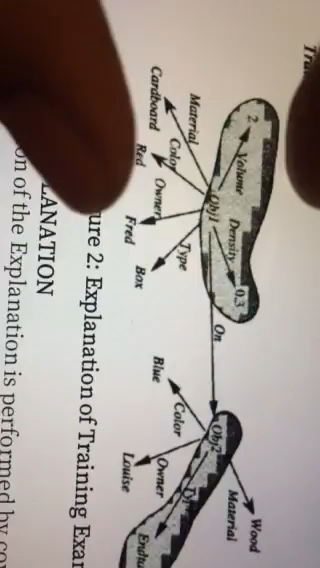 2
Volume
Density
0.3
Obj1
Material
Cardboard
Color
Red
Owner
Fred
Type
Box
On
Obj2
Wood
Material
Color
Blue
Owner
Louise
ure 2: Explanation of Training Exa
LANATION
on of the Explanation is performed by co